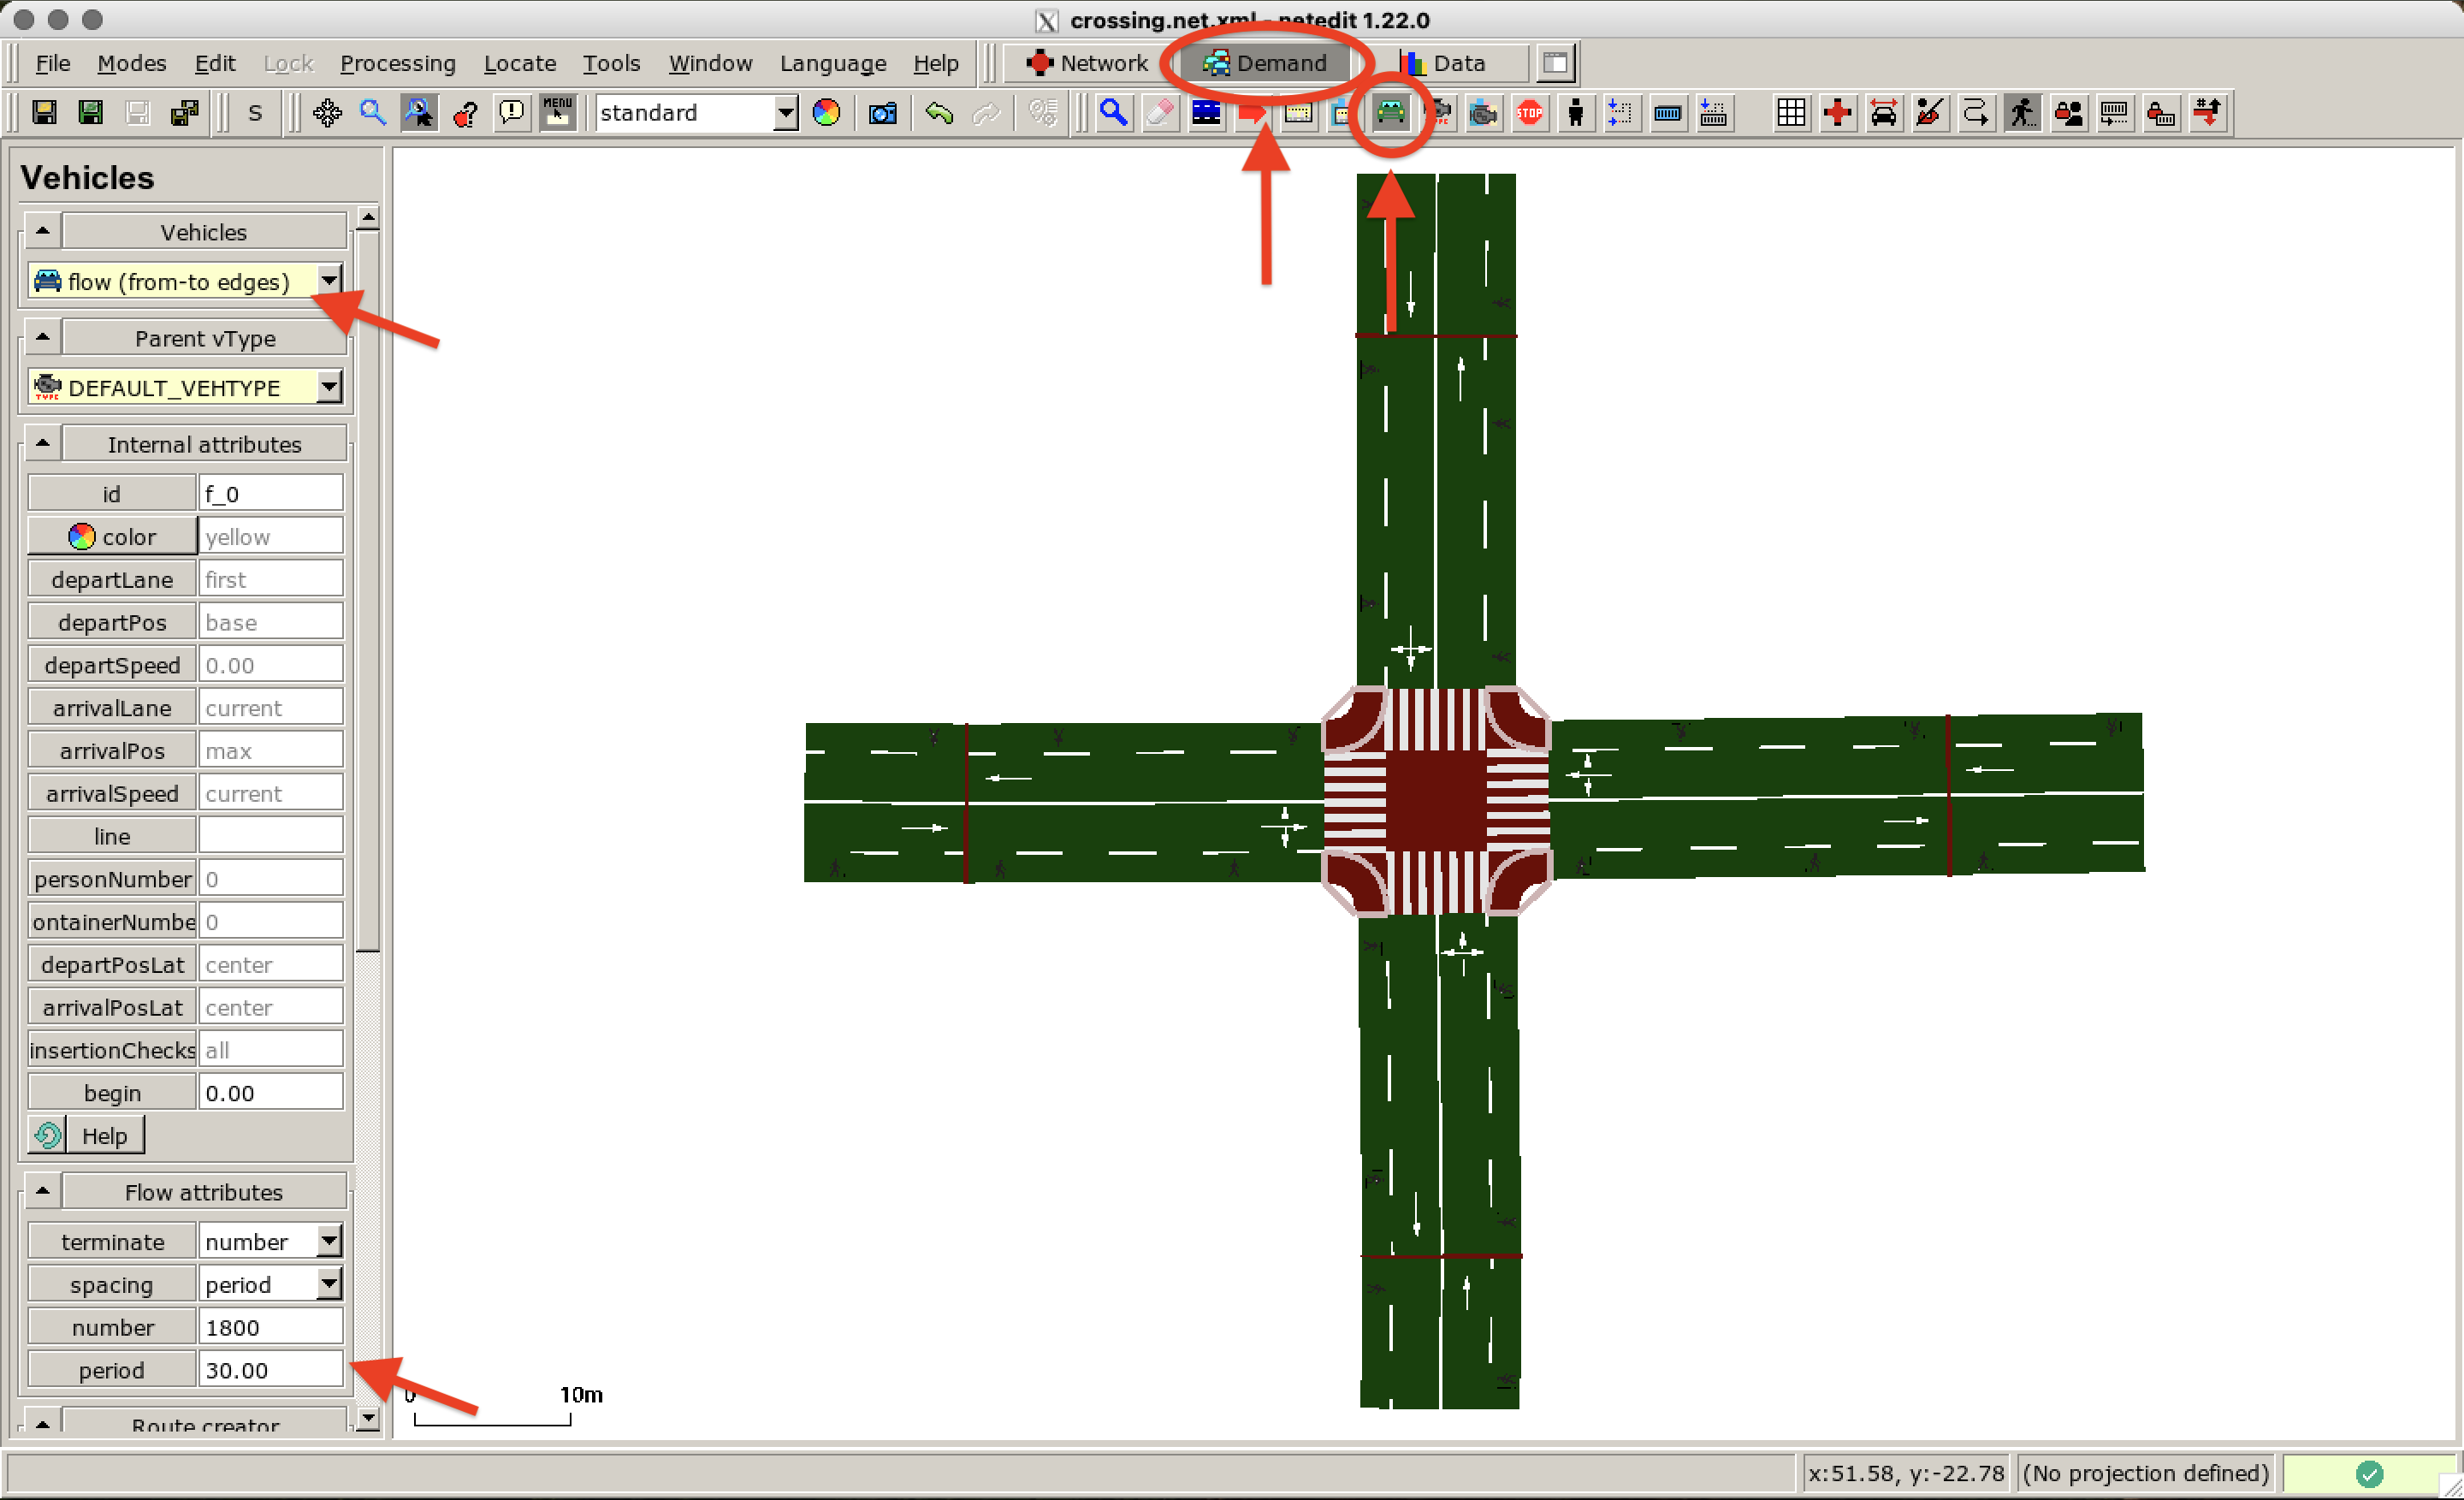 crossing.net.xml - netedit 1.22.0
File Modes Edit Lock Processing Locate Tools Window Language Help Network Demand Data
S MENU standard TYPE STOP
Vehicles
Vehicles
flow (from-to edges)
Parent vType
TYPE DEFAULT_VEHTYPE
Internal attributes
id f_0
color yellow
departLane first
departPos base
departSpeed 0.00
arrivalLane current
arrivalPos max
arrivalSpeed current
line
personNumber 0
ontainerNumbe 0
departPosLat center
arrivalPosLat center
insertionChecks all
begin 0.00
Help
Flow attributes
terminate number
spacing period
number 1800
period 30.00
Route creator
0 10m
x:51.58, y:-22.78 (No projection defined)